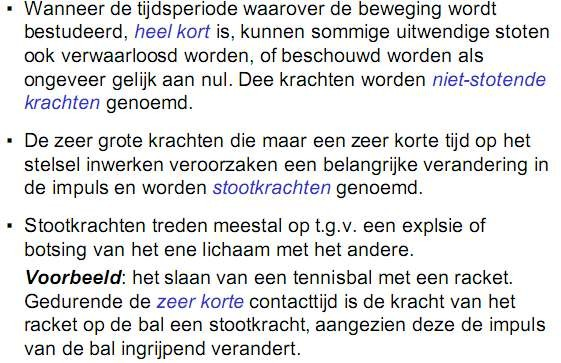 ▪ Wanneer de tijdsperiode waarover de beweging wordt
bestudeerd, heel kort is, kunnen sommige uitwendige stoten
ook verwaarloosd worden, of beschouwd worden als
ongeveer gelijk aan nul. Dee krachten worden niet-stotende
krachten genoemd.
▪ De zeer grote krachten die maar een zeer korte tijd op het
stelsel inwerken veroorzaken een belangrijke verandering in
de impuls en worden stootkrachten genoemd.
▪ Stootkrachten treden meestal op t.g.v. een explsie of
botsing van het ene lichaam met het andere.
Voorbeeld: het slaan van een tennisbal met een racket.
Gedurende de zeer korte contacttijd is de kracht van het
racket op de bal een stootkracht, aangezien deze de impuls
van de bal ingrijpend verandert.